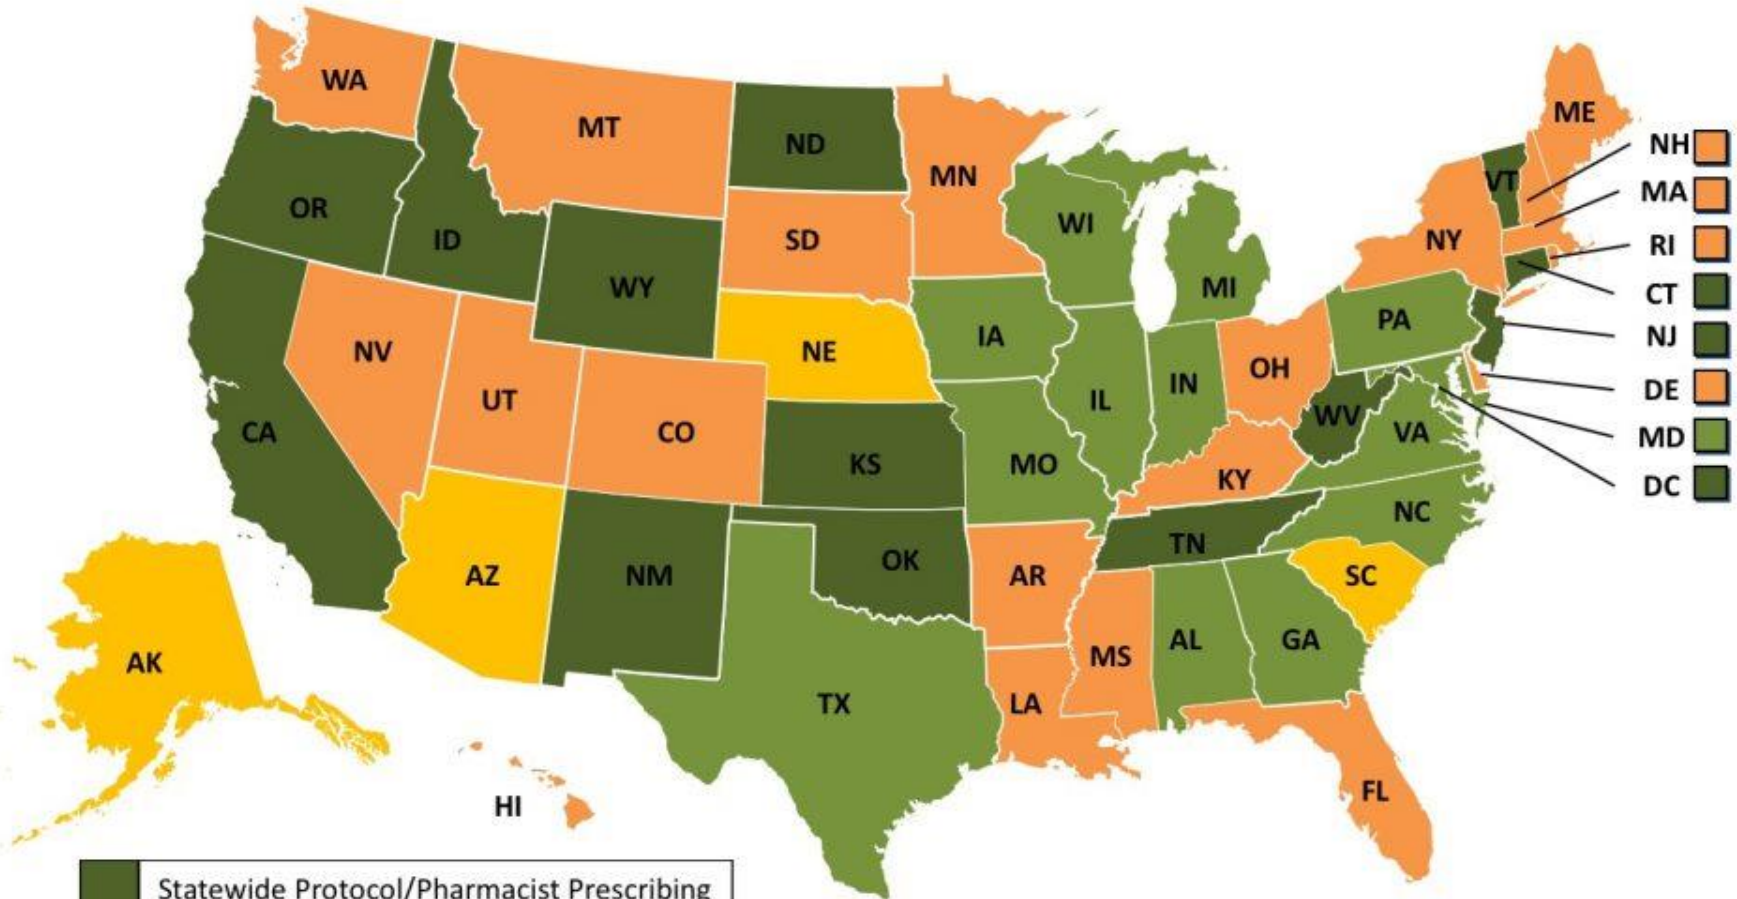 WA
MT
ND
MN
ME
NH
OR
ID
SD
WI
VT
MA
NY
RI
WY
MI
CT
NV
NE
IA
PA
NJ
UT
CO
IL
IN
OH
DE
CA
KS
MO
WV
VA
MD
KY
DC
AZ
NM
OK
AR
TN
NC
SC
AK
TX
LA
MS
AL
GA
HI
FL
Statewide Protocol/Pharmacist Prescribing